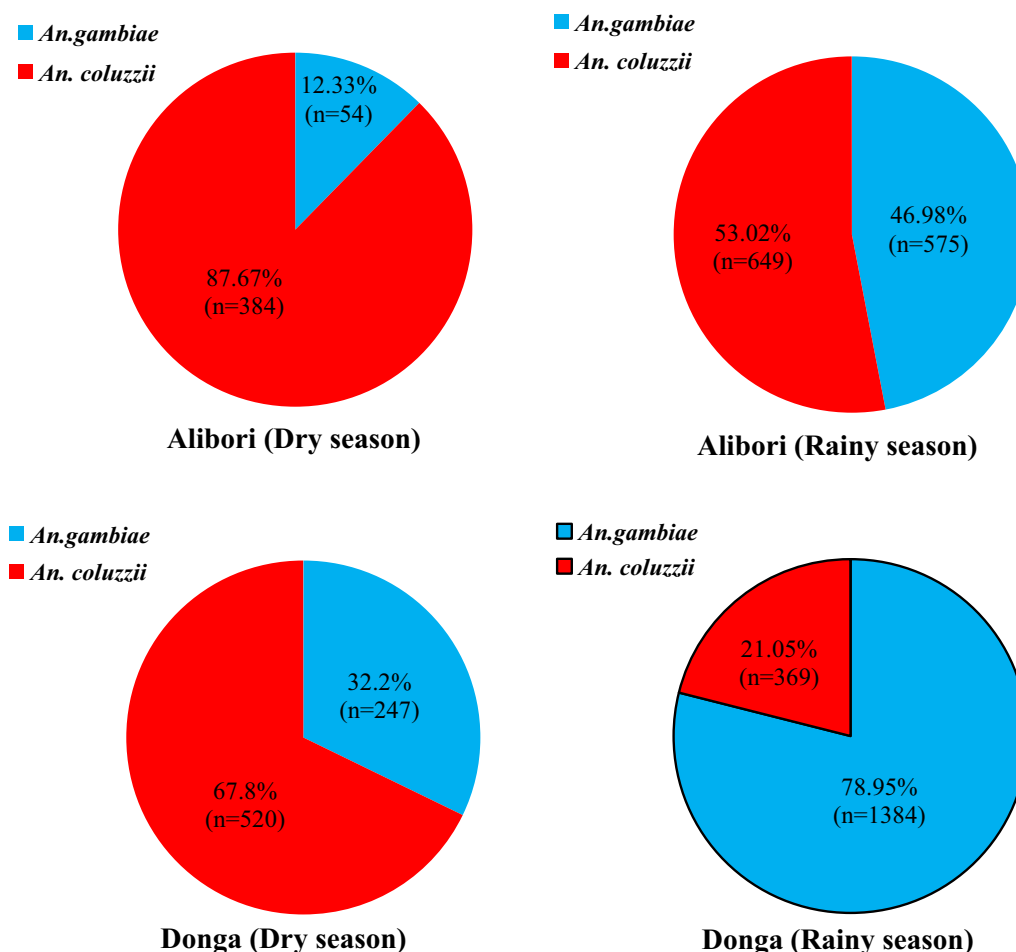 An.gambiae
An. coluzzii
12.33%
(n=54)
87.67%
(n=384)
Alibori (Dry season)
An.gambiae
An. coluzzii
46.98%
(n=575)
53.02%
(n=649)
Alibori (Rainy season)
An.gambiae
An. coluzzii
32.2%
(n=247)
67.8%
(n=520)
Donga (Dry season)
An.gambiae
An. coluzzii
21.05%
(n=369)
78.95%
(n=1384)
Donga (Rainy season)